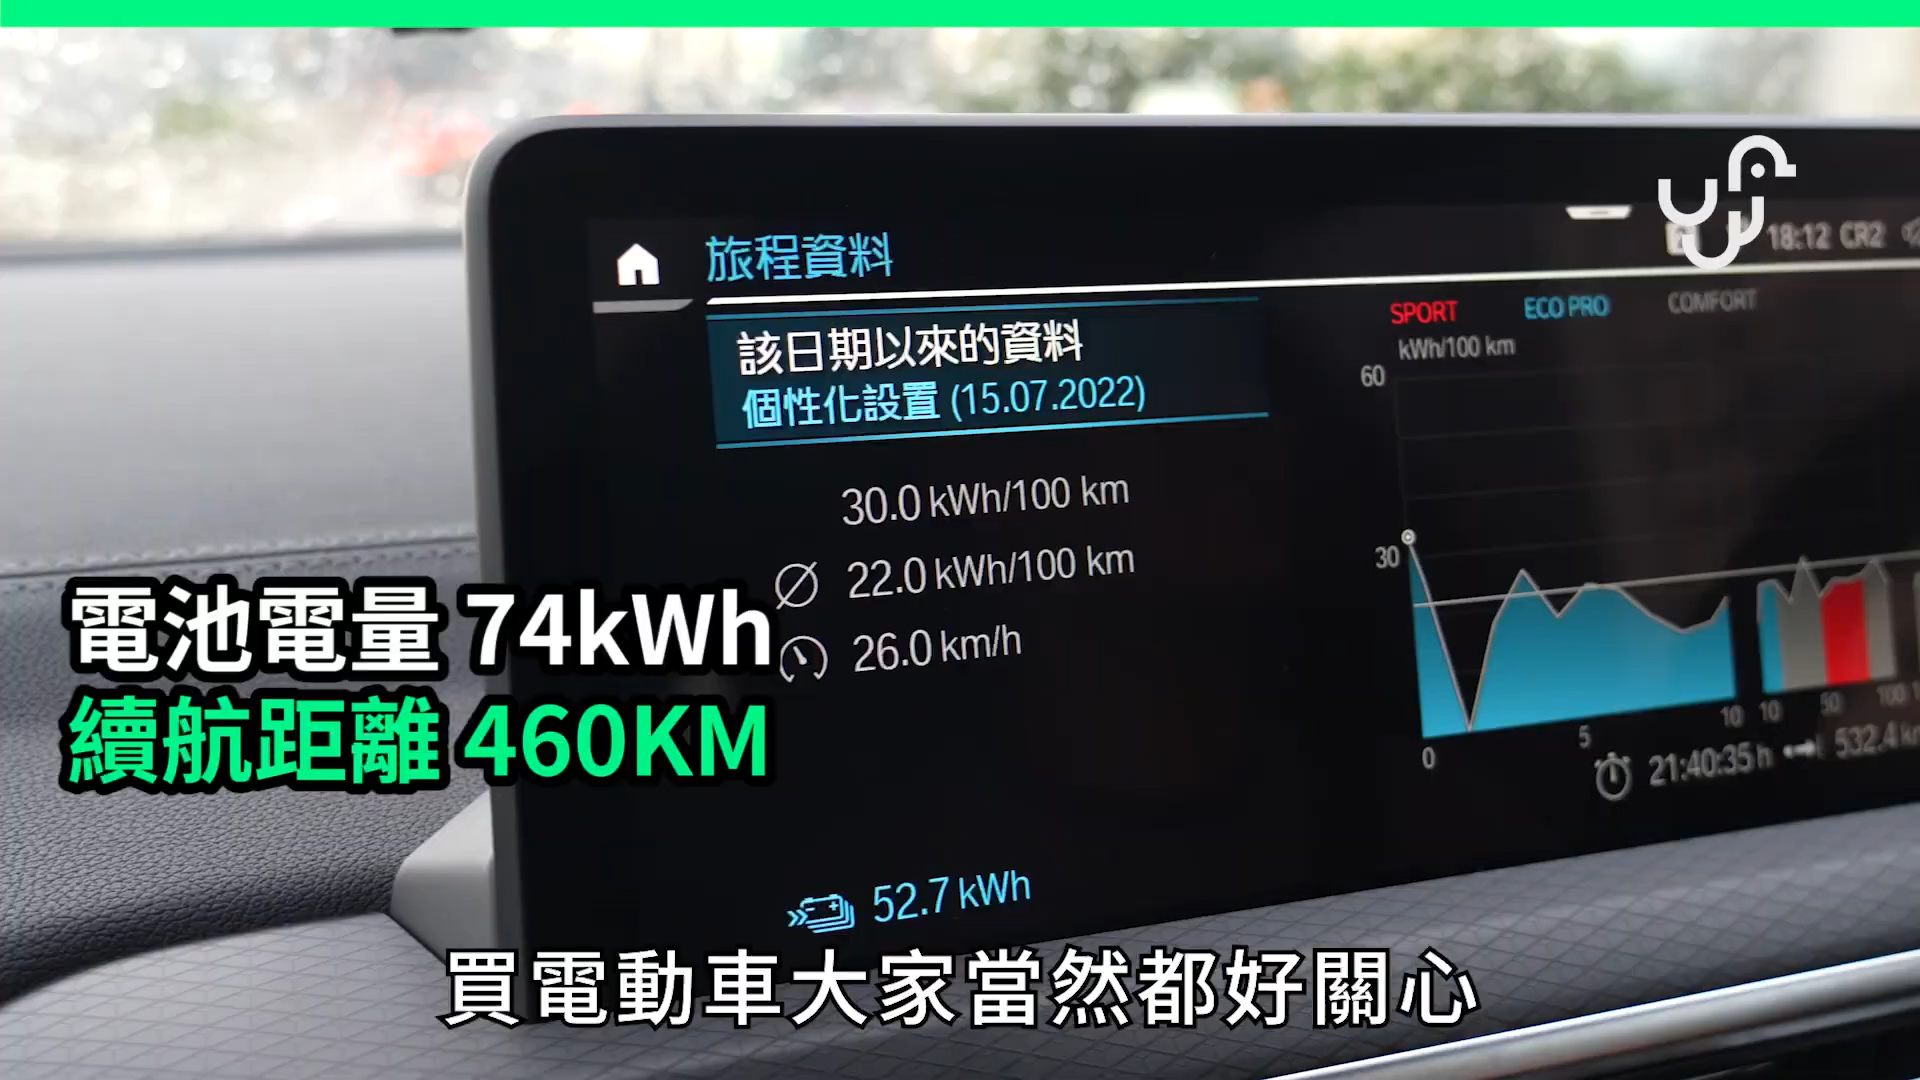 旅程資料
18:12 CR2
該日期以來的資料
個性化設置 (15.07.2022)
30.0 kWh/100 km
22.0 kWh/100 km
26.0 km/h
52.7 kWh
SPORT
ECO PRO
COMFORT
kWh/100 km
60
30
0
5
10
10
50
100
21:40:35 h
532.4
電池電量 74kWh
續航距離 460KM
買電動車大家當然都好關心